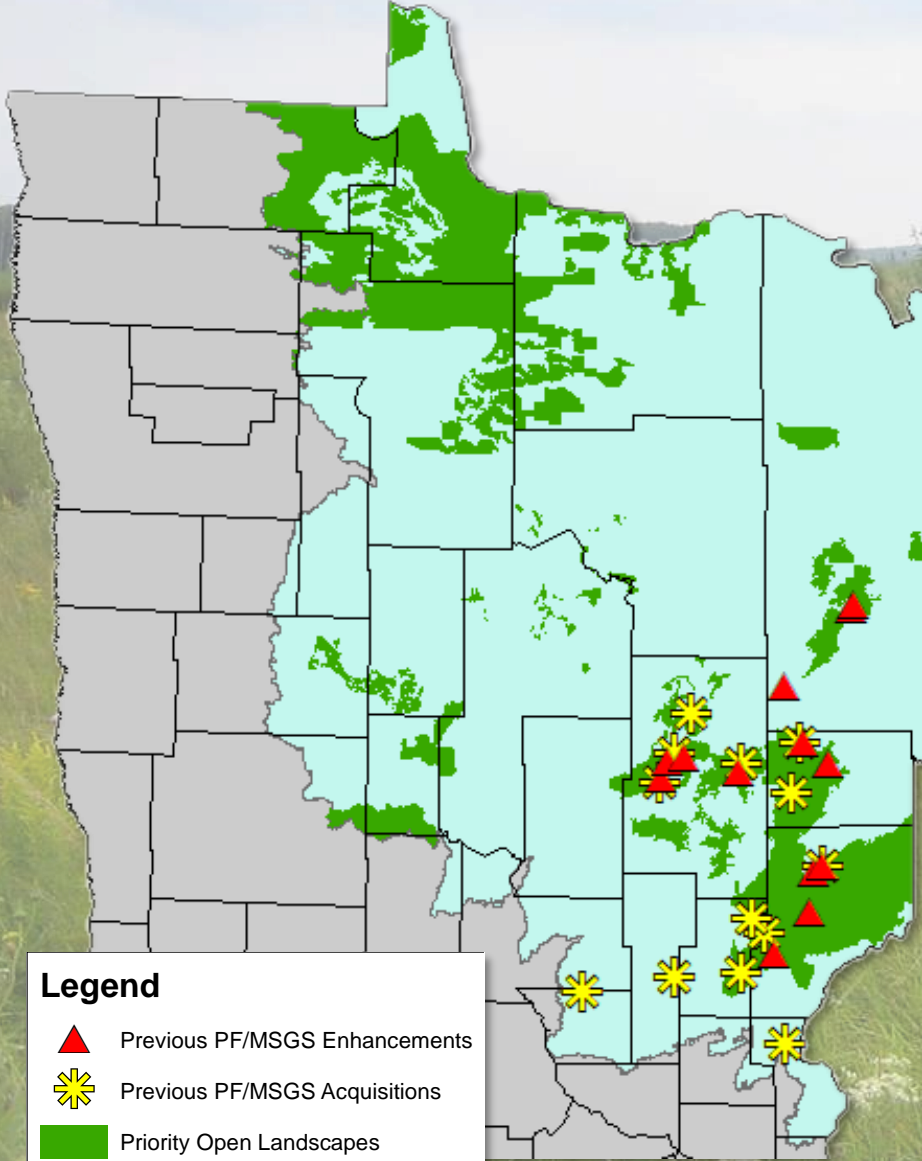 Legend
Previous PF/MSGS Enhancements
Previous PF/MSGS Acquisitions
Priority Open Landscapes